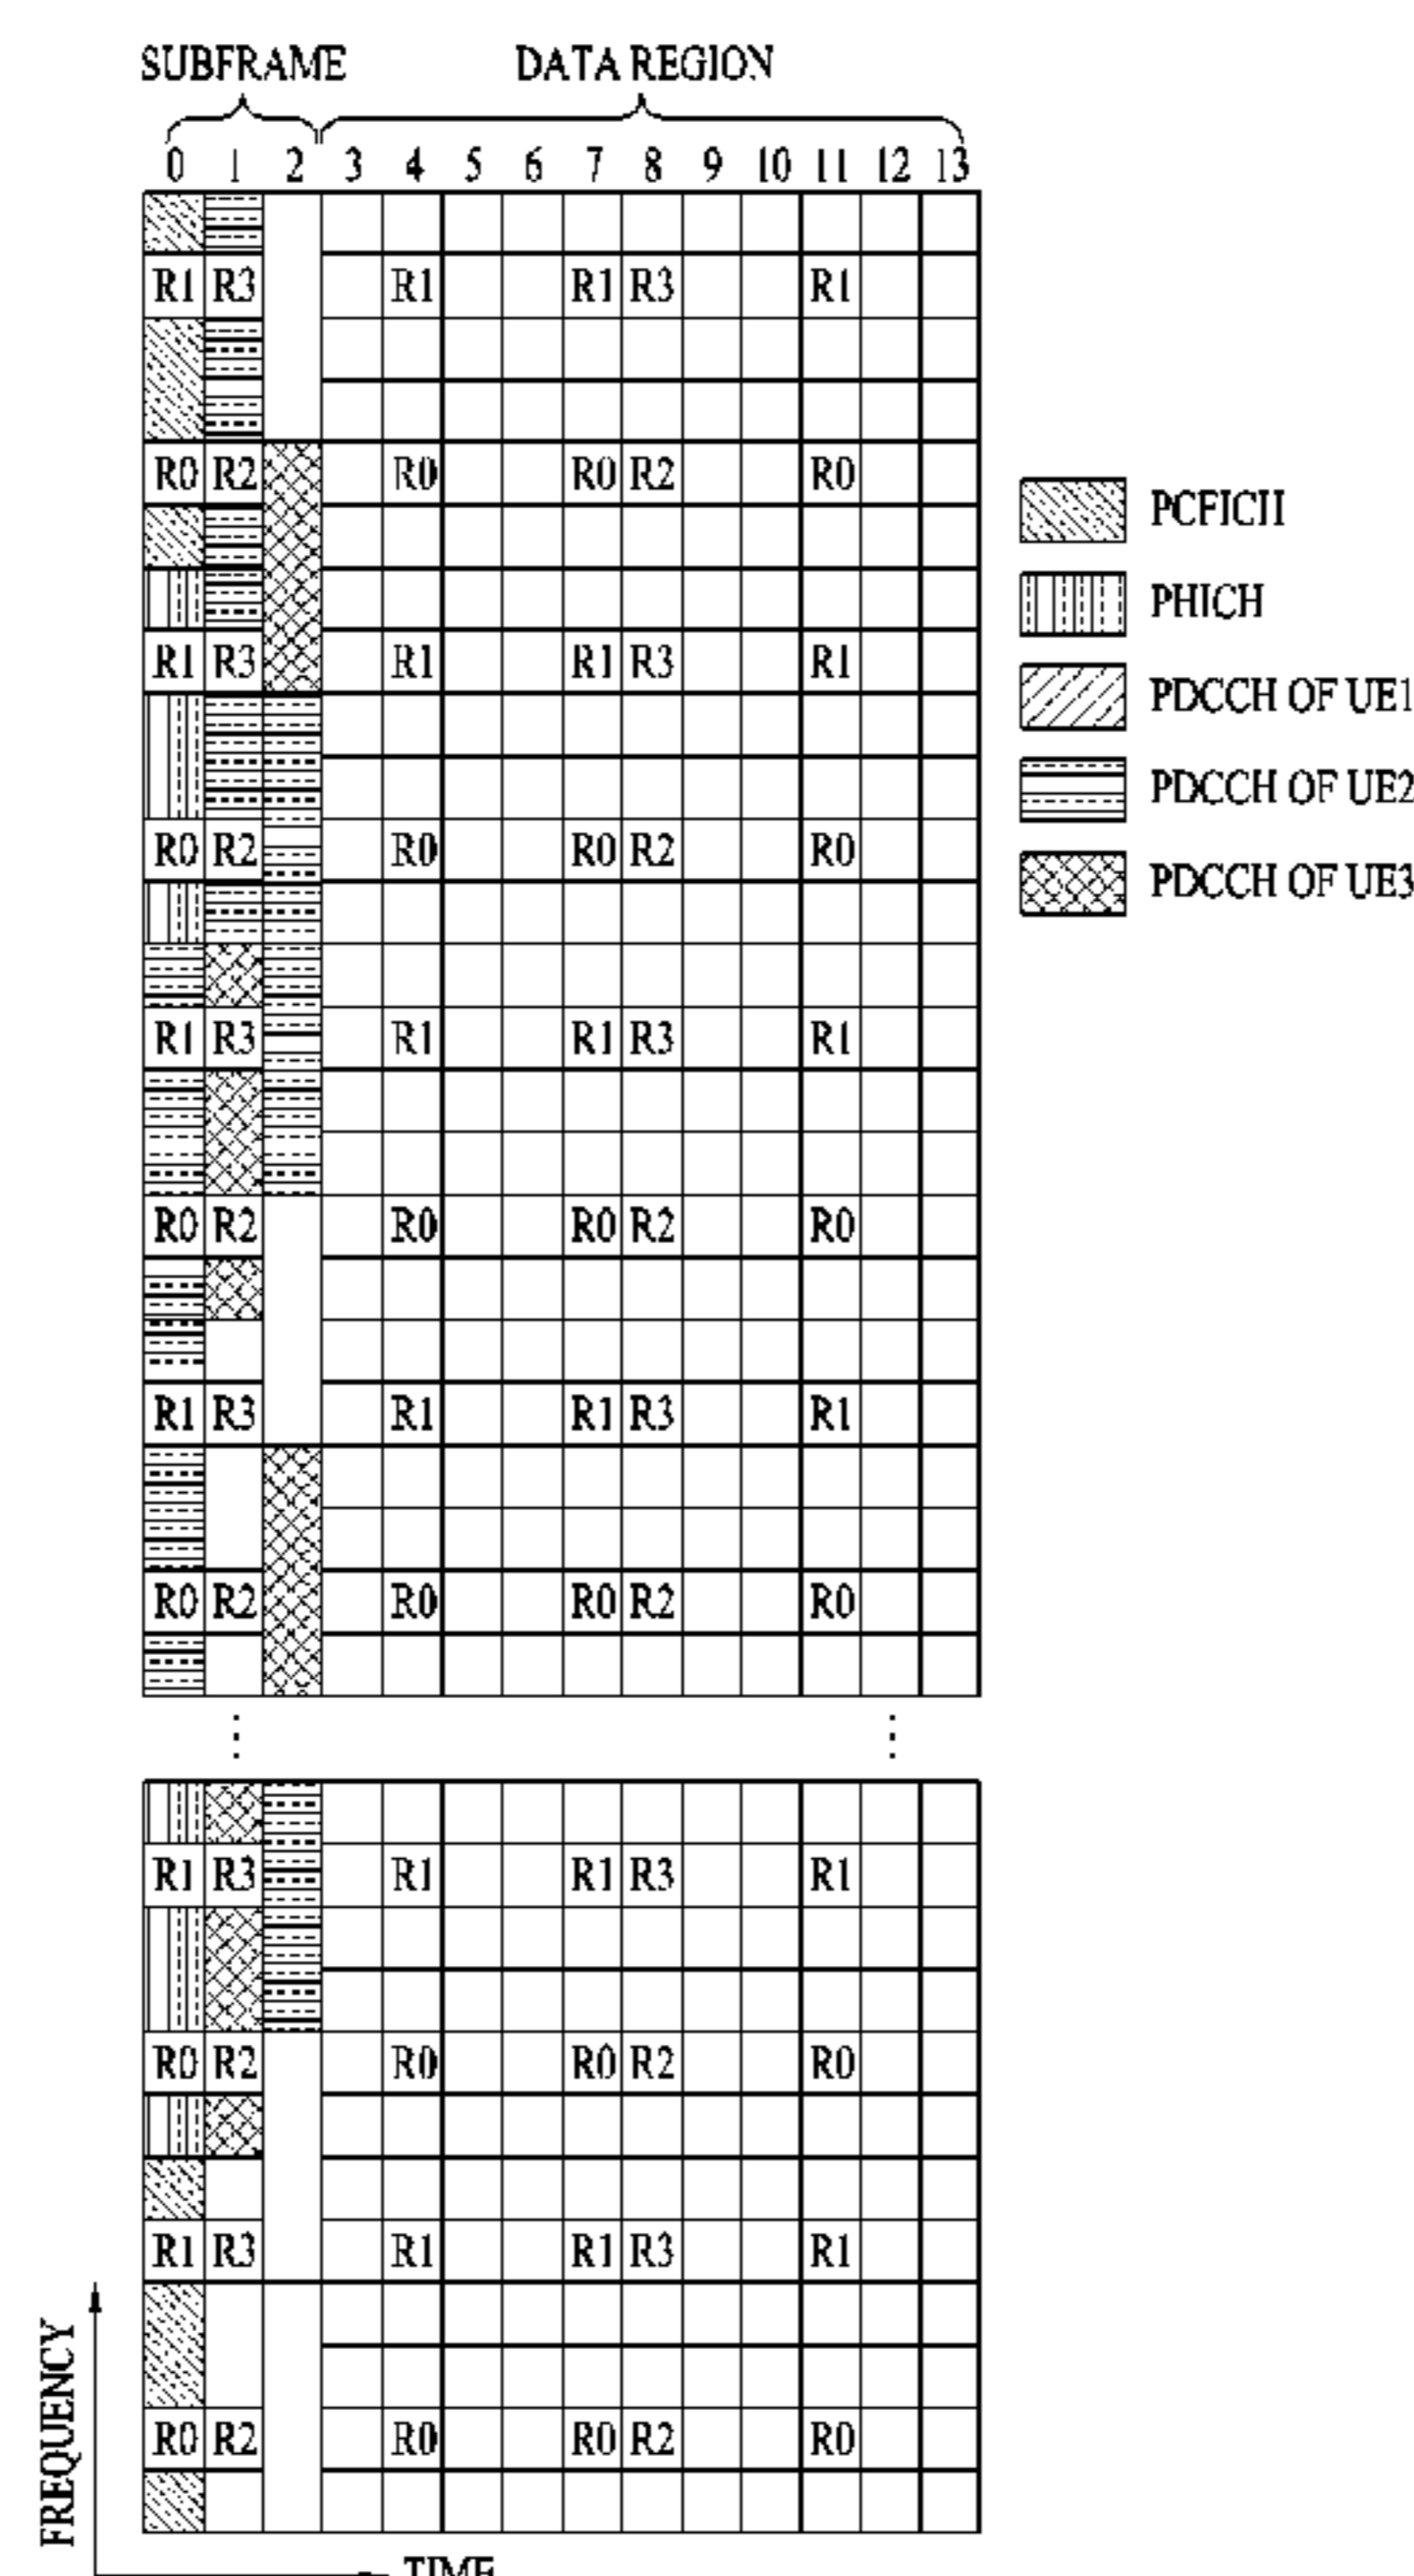 SUBFRAME DATA REGION
0 1 2 3 4 5 6 7 8 9 10 11 12 13
R1 R3 R1 R1 R3 R1
R0 R2 R0 R0 R2 R0
PCFICH
PHICH
R1 R3 R1 R1 R3 R1
PDCCH OF UE1
PDCCH OF UE2
R0 R2 R0 R0 R2 R0
PDCCH OF UE3
R1 R3 R1 R1 R3 R1
R0 R2 R0 R0 R2 R0
R1 R3 R1 R1 R3 R1
R0 R2 R0 R0 R2 R0
⋮ ⋮
R1 R3 R1 R1 R3 R1
R0 R2 R0 R0 R2 R0
R1 R3 R1 R1 R3 R1
R0 R2 R0 R0 R2 R0
FREQUENCY
TIME